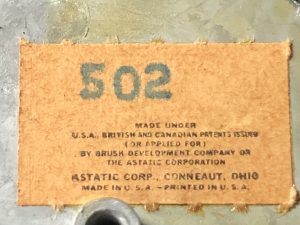 502
MADE UNDER
U.S.A., BRITISH AND CANADIAN PATENTS ISSUED
(OR APPLIED FOR)
BY BRUSH DEVELOPMENT COMPANY OR
THE ASTATIC CORPORATION
ASTATIC CORP., CONNEAUT, OHIO
MADE IN U.S.A. - PRINTED IN U.S.A.